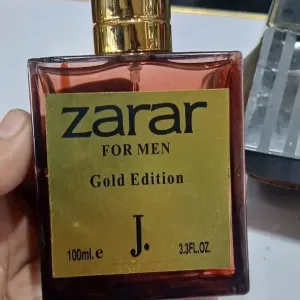 zarar
FOR MEN
Gold Edition
J.
100ml.e 3.3FL.OZ.